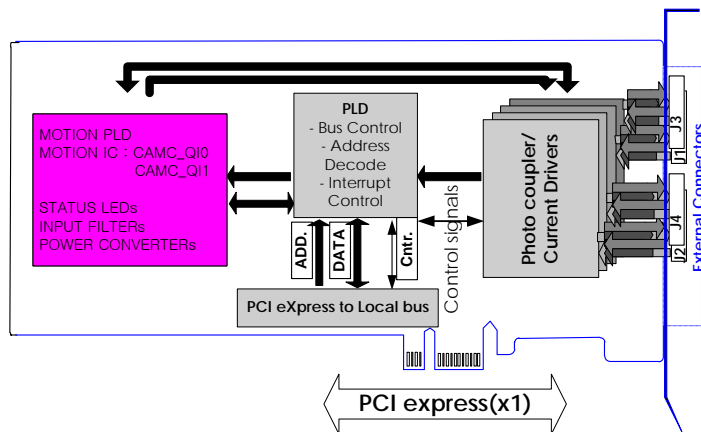 MOTION PLD
MOTION IC : CAMC_QI0
CAMC_QI1
STATUS LEDs
INPUT FILTERs
POWER CONVERTERs
PLD
- Bus Control
- Address
Decode
- Interrupt
Control
ADD.
DATA
Cntr.
Control signals
PCI eXpress to Local bus
Photo coupler/
Current Drivers
J3
J1
J4
J2
External Connectors
PCI express(x1)